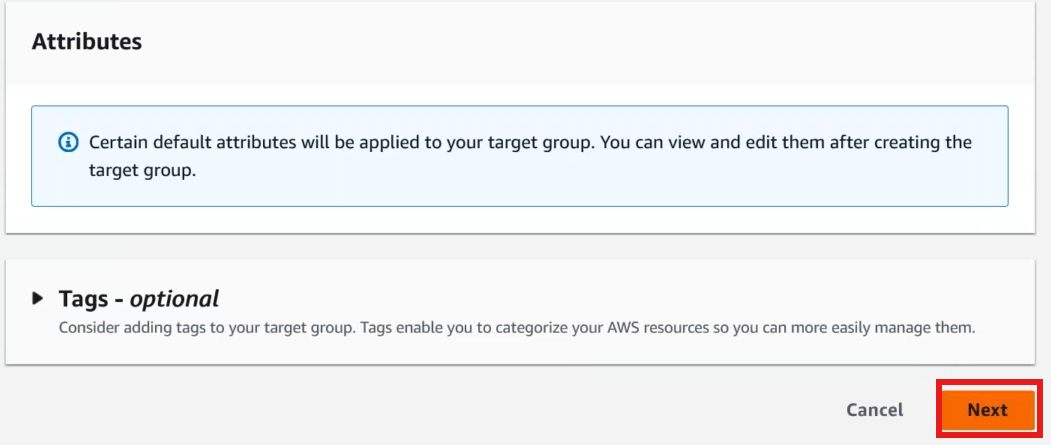 Attributes
Certain default attributes will be applied to your target group. You can view and edit them after creating the
target group.
Tags - optional
Consider adding tags to your target group. Tags enable you to categorize your AWS resources so you can more easily manage them.
Cancel Next